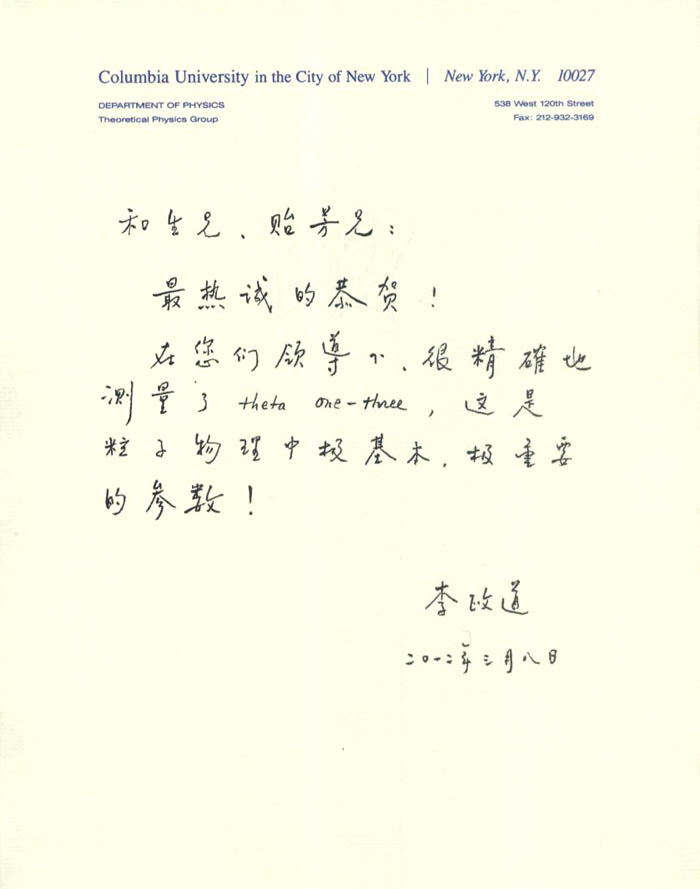 Columbia University in the City of New York | New York, N.Y. 10027
DEPARTMENT OF PHYSICS 538 West 120th Street
Theoretical Physics Group Fax: 212-932-3169
和生兄、贻芳兄:
最热诚的恭贺!
在您们领导下、很精確地
测量了 theta one-three, 这是
粒子物理中极基本、极重要
的参数!
李政道
二〇一二年三月八日